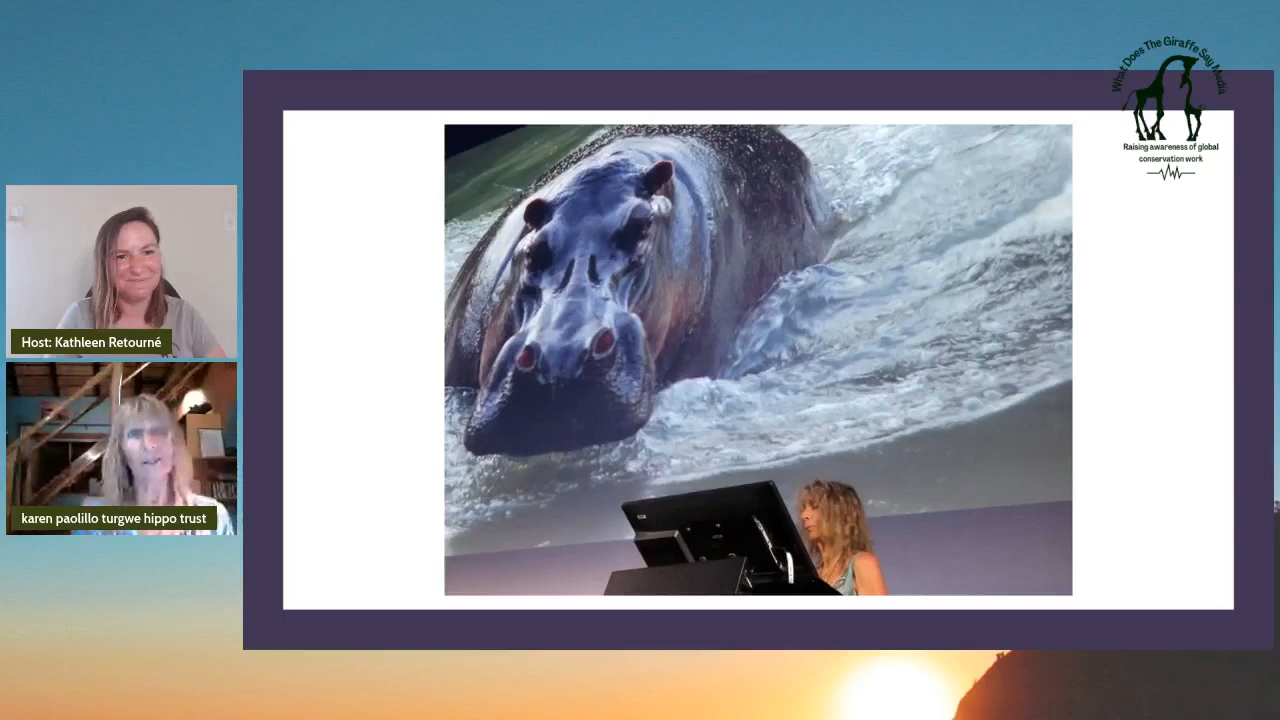 What Does The Giraffe Say Media
Raising awareness of global
conservation work
Host: Kathleen Retourné
karen paolillo turgwe hippo trust